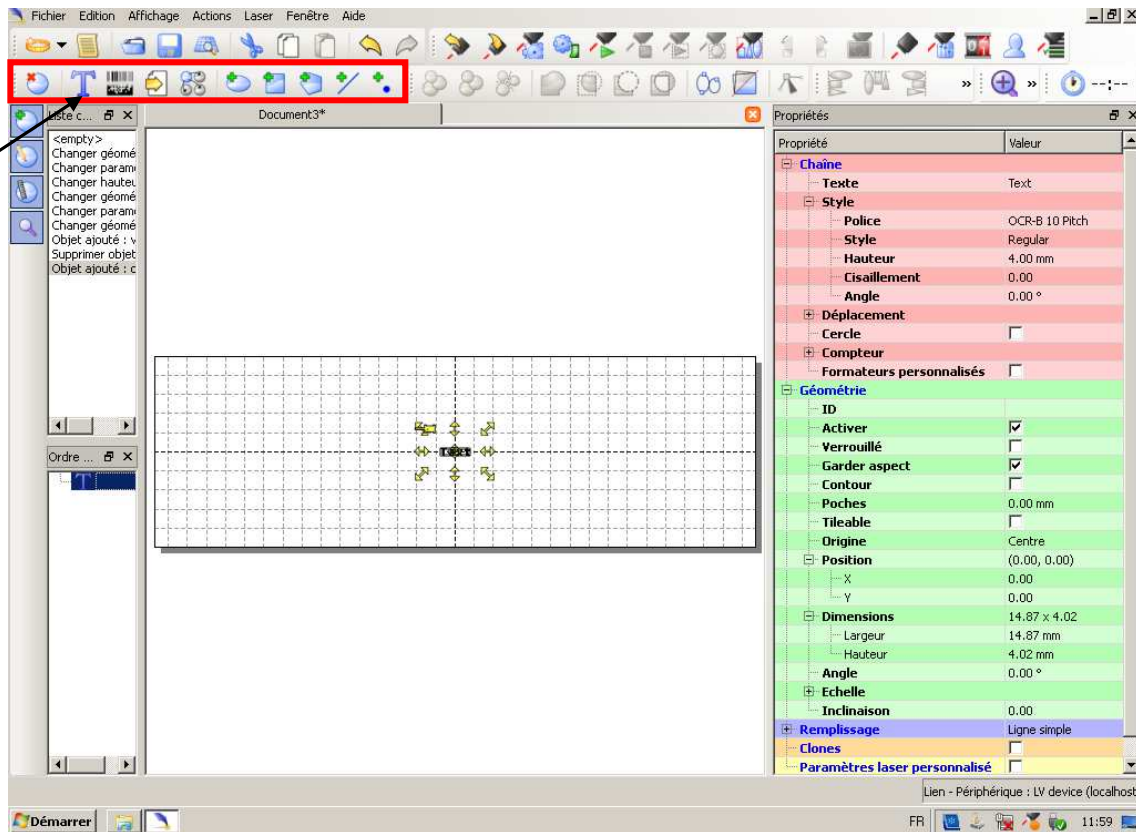 Fichier Edition Affichage Actions Laser Fenêtre Aide
--:--
Liste c...
Document3*
<empty>
Changer géomé
Changer param
Changer hauteu
Changer géomé
Changer param
Changer géomé
Objet ajouté : v
Supprimer objet
Objet ajouté : c
Ordre ...
Text
Propriétés
Propriété Valeur
Chaîne
Texte Text
Style
Police OCR-B 10 Pitch
Style Regular
Hauteur 4.00 mm
Cisaillement 0.00
Angle 0.00 °
Déplacement
Cercle
Compteur
Formateurs personnalisés
Géométrie
ID
Activer
Verrouillé
Garder aspect
Contour
Poches 0.00 mm
Tileable
Origine Centre
Position (0.00, 0.00)
X 0.00
Y 0.00
Dimensions 14.87 x 4.02
Largeur 14.87 mm
Hauteur 4.02 mm
Angle 0.00 °
Echelle
Inclinaison 0.00
Remplissage Ligne simple
Clones
Paramètres laser personnalisé
Lien - Périphérique : LV device (localhost
Démarrer FR 11:59